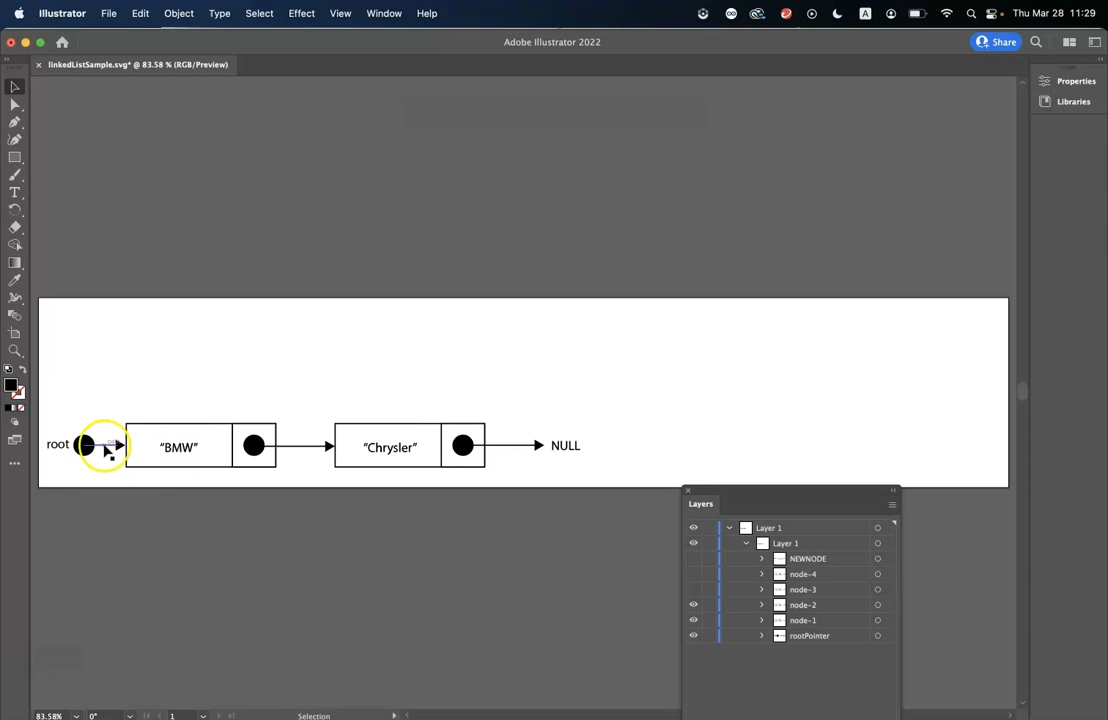 Illustrator File Edit Object Type Select Effect View Window Help A Thu Mar 28 11:29
Adobe Illustrator 2022 Share
linkedListSample.svg* @ 83.58 % (RGB/Preview)
Properties
Libraries
root "BMW" "Chrysler" NULL
Layers
Layer 1
Layer 1
NEWNODE
node-4
node-3
node-2
node-1
rootPointer
83.58% 0° 1 Selection